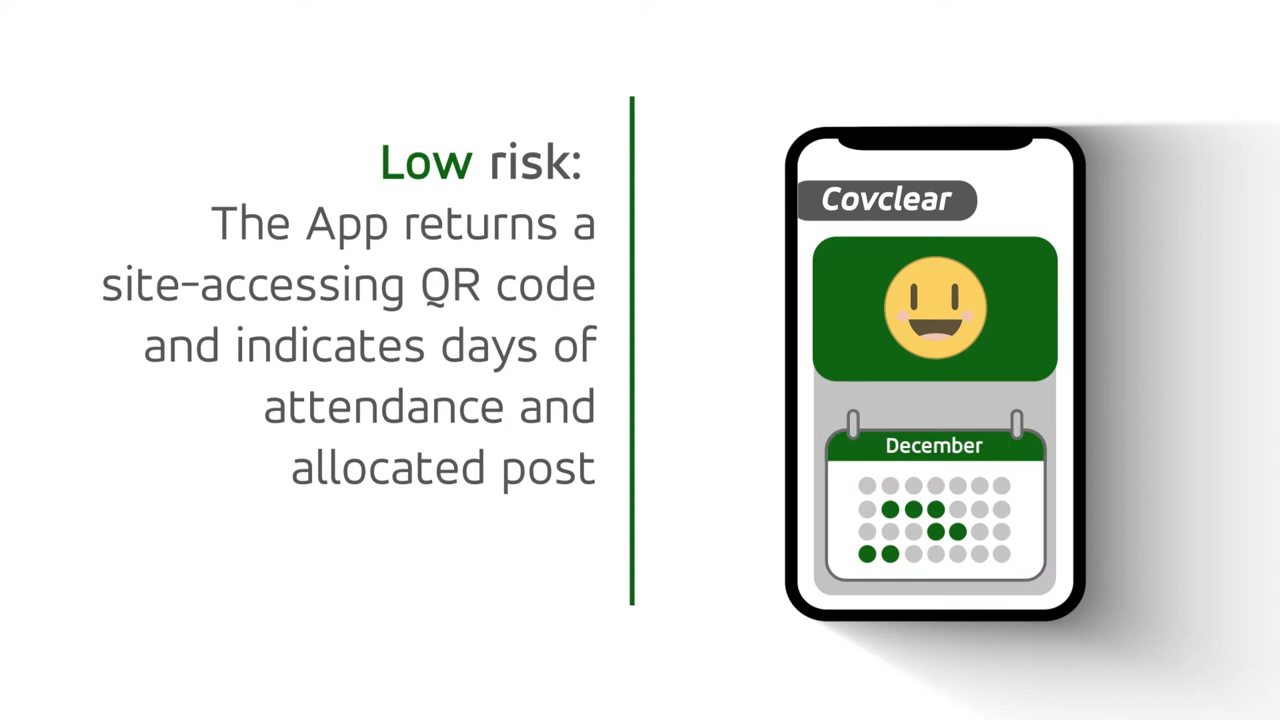 Low risk:
The App returns a
site-accessing QR code
and indicates days of
attendance and
allocated post
Covclear
December